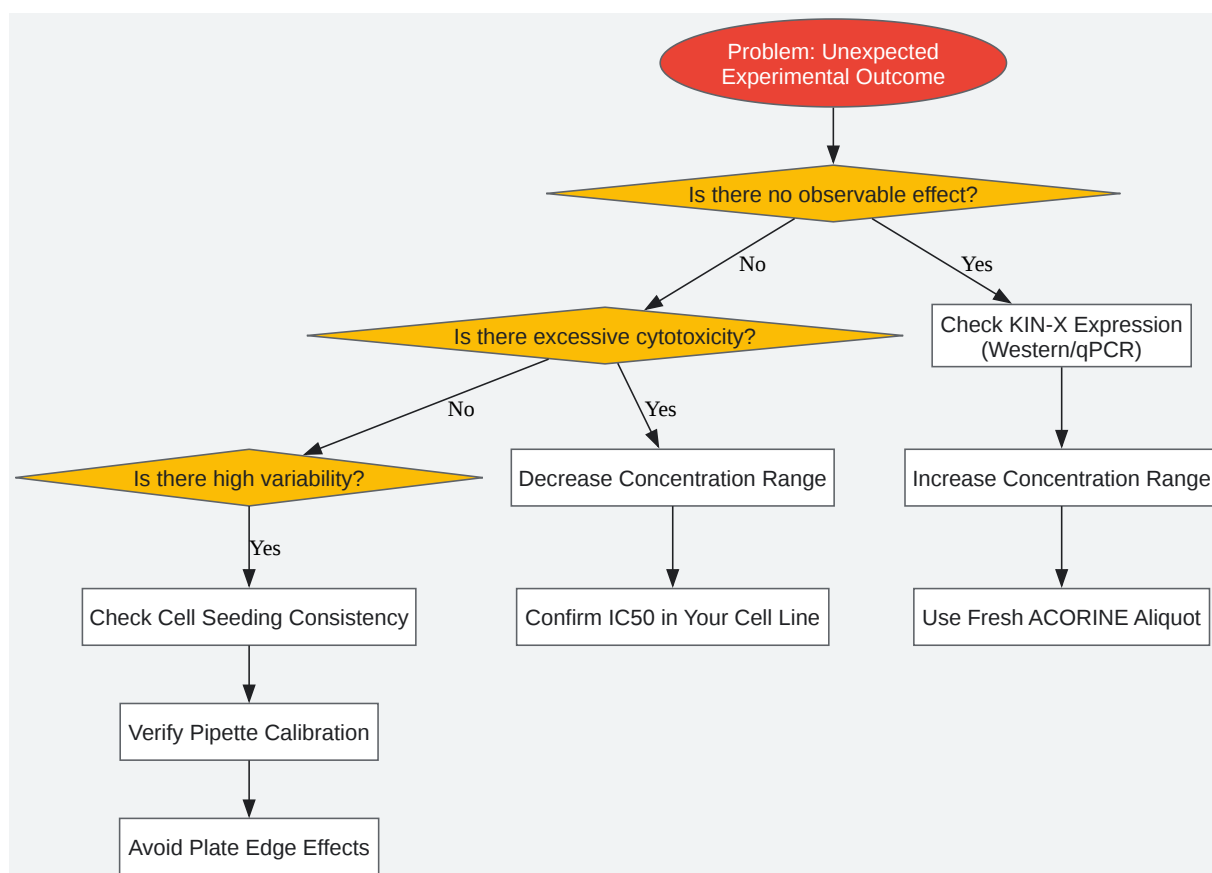 Problem: Unexpected
Experimental Outcome
Is there no observable effect?
No
Yes
Is there excessive cytotoxicity?
Check KIN-X Expression
(Western/qPCR)
No
Yes
Is there high variability?
Decrease Concentration Range
Increase Concentration Range
Yes
Check Cell Seeding Consistency
Confirm IC50 in Your Cell Line
Use Fresh ACORINE Aliquot
Verify Pipette Calibration
Avoid Plate Edge Effects